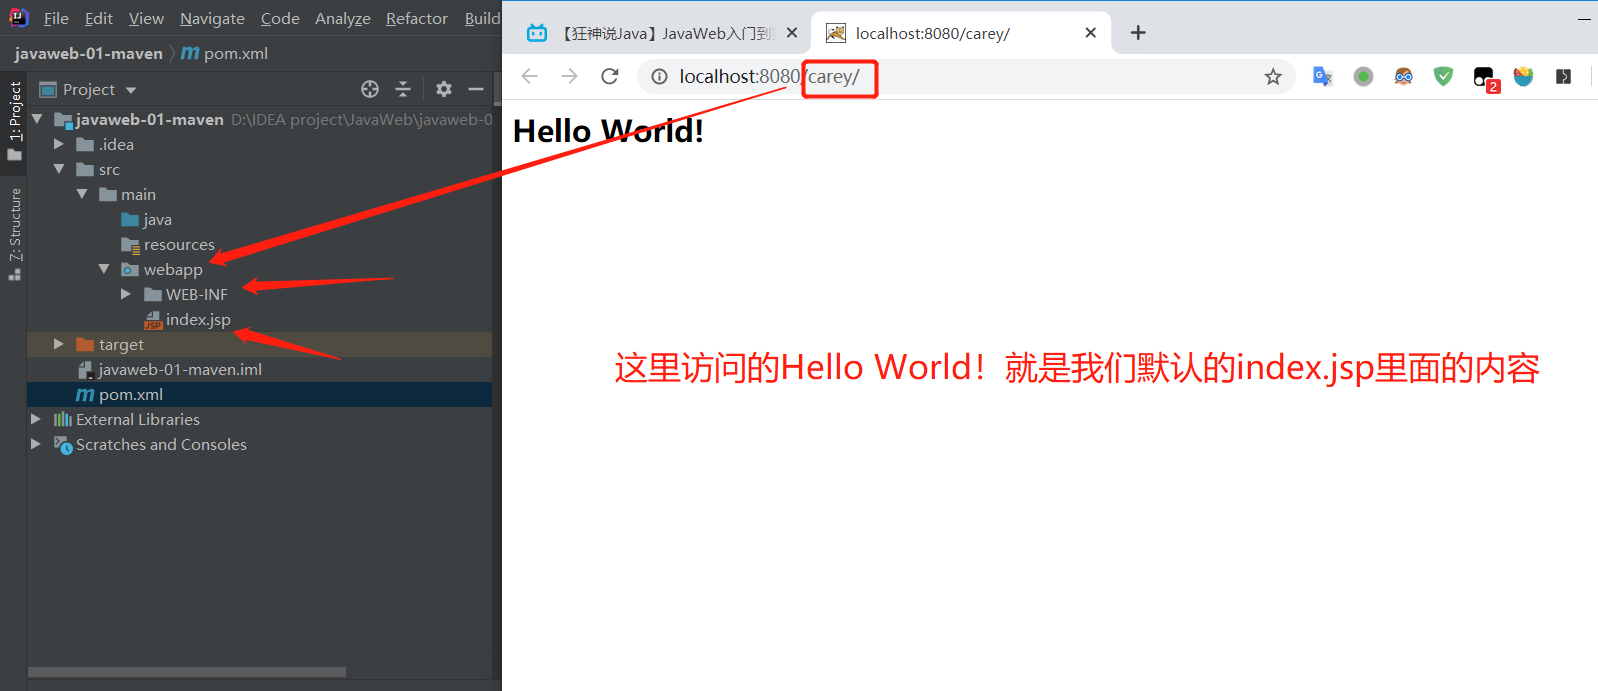 File Edit View Navigate Code Analyze Refactor Build
javaweb-01-maven pom.xml
1: Project
7: Structure
Project
javaweb-01-maven D:\IDEA project\JavaWeb\javaweb-0
.idea
src
main
java
resources
webapp
WEB-INF
index.jsp
target
javaweb-01-maven.iml
pom.xml
External Libraries
Scratches and Consoles
【狂神说Java】JavaWeb入门到
localhost:8080/carey/
localhost:8080/carey/
2
Hello World!
这里访问的Hello World！就是我们默认的index.jsp里面的内容